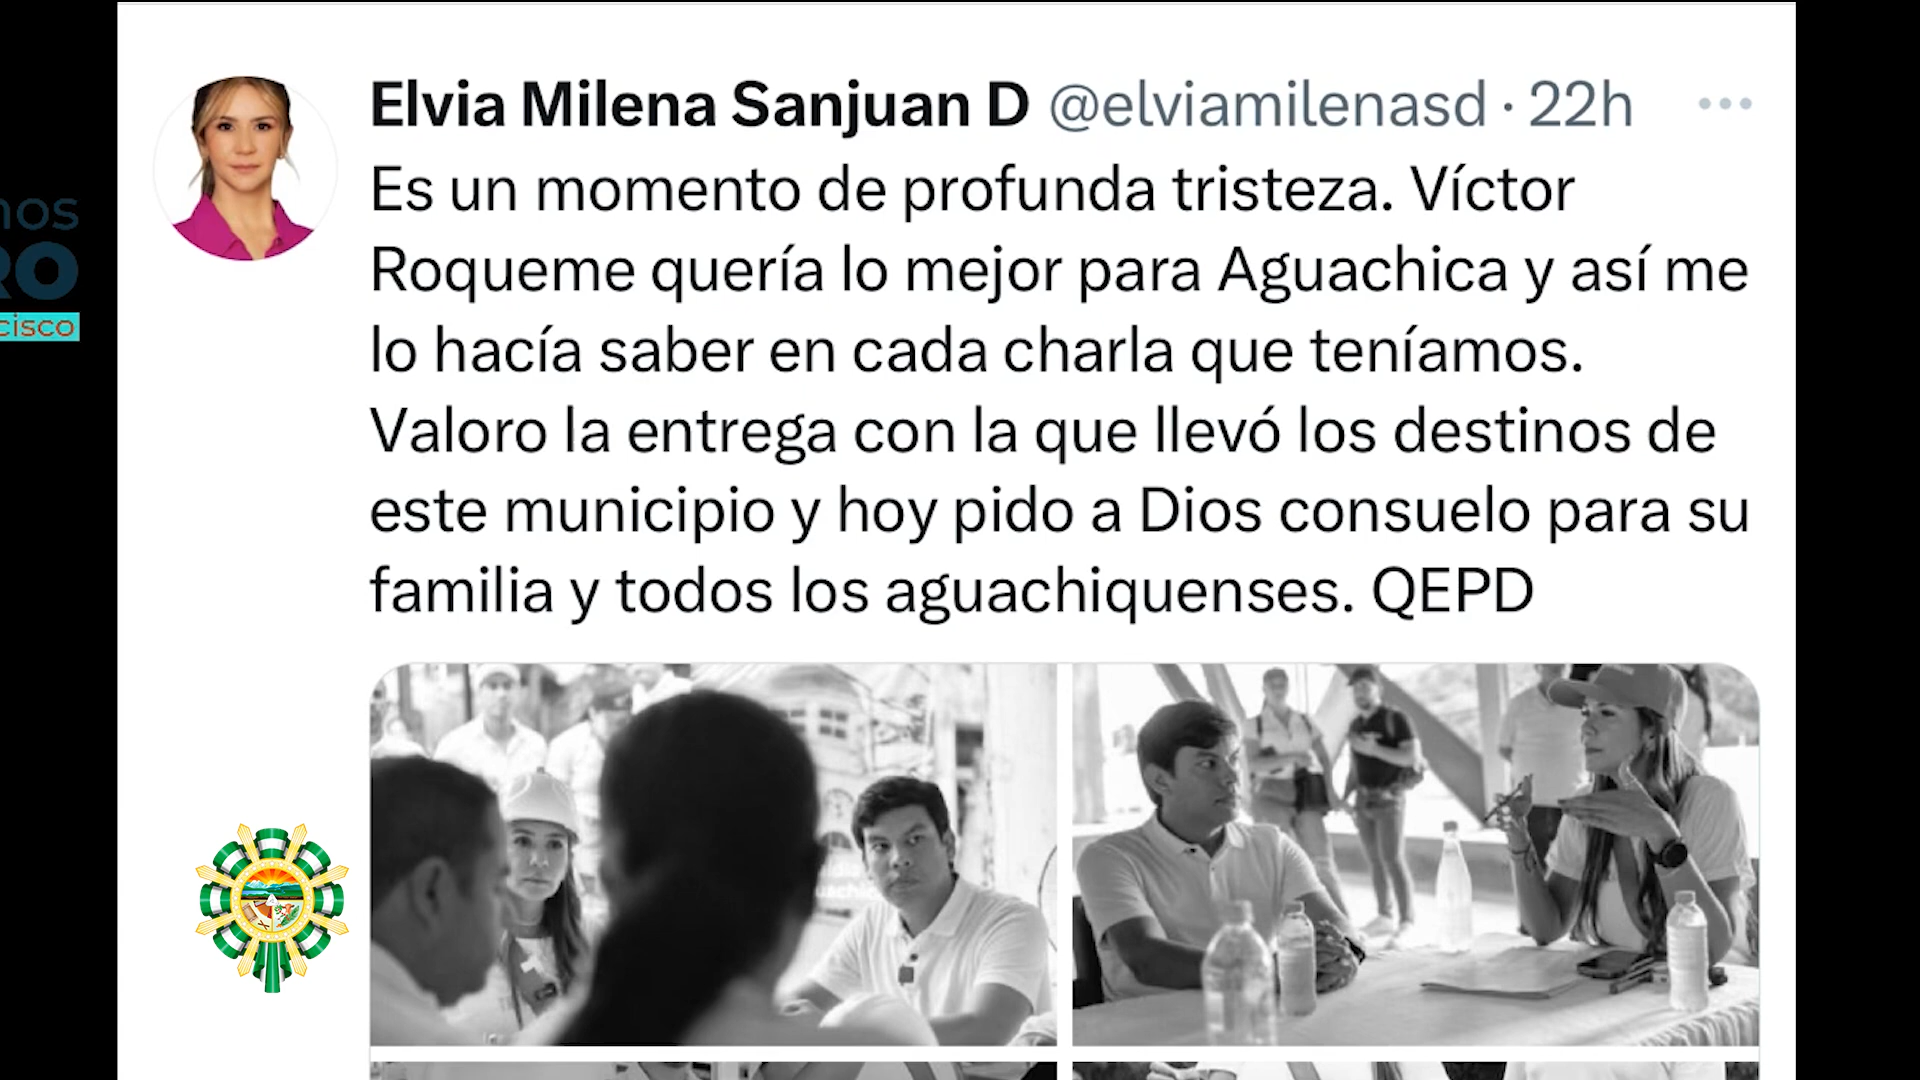 Elvia Milena Sanjuan D @elviamilenasd · 22h
Es un momento de profunda tristeza. Víctor
Roqueme quería lo mejor para Aguachica y así me
lo hacía saber en cada charla que teníamos.
Valoro la entrega con la que llevó los destinos de
este municipio y hoy pido a Dios consuelo para su
familia y todos los aguachiquenses. QEPD